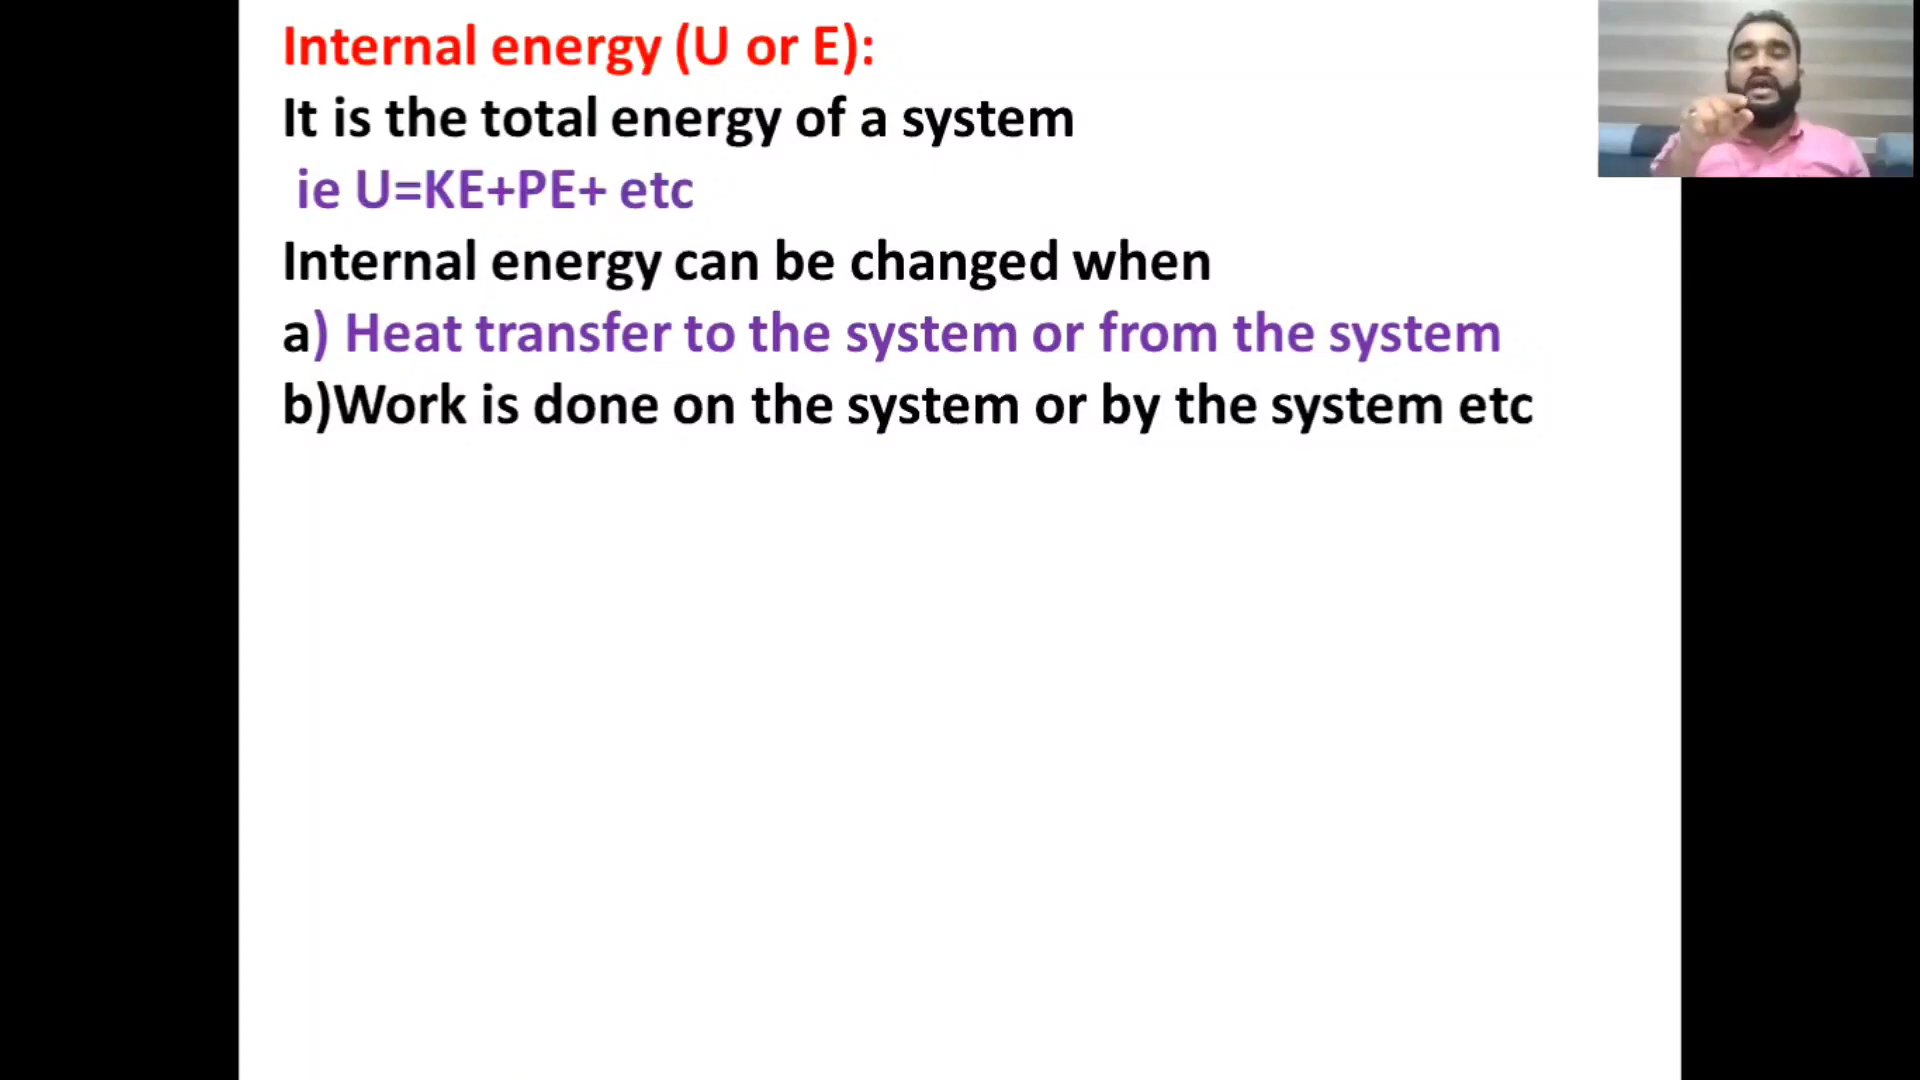 Internal energy (U or E):
It is the total energy of a system
ie U=KE+PE+ etc
Internal energy can be changed when
a) Heat transfer to the system or from the system
b)Work is done on the system or by the system etc